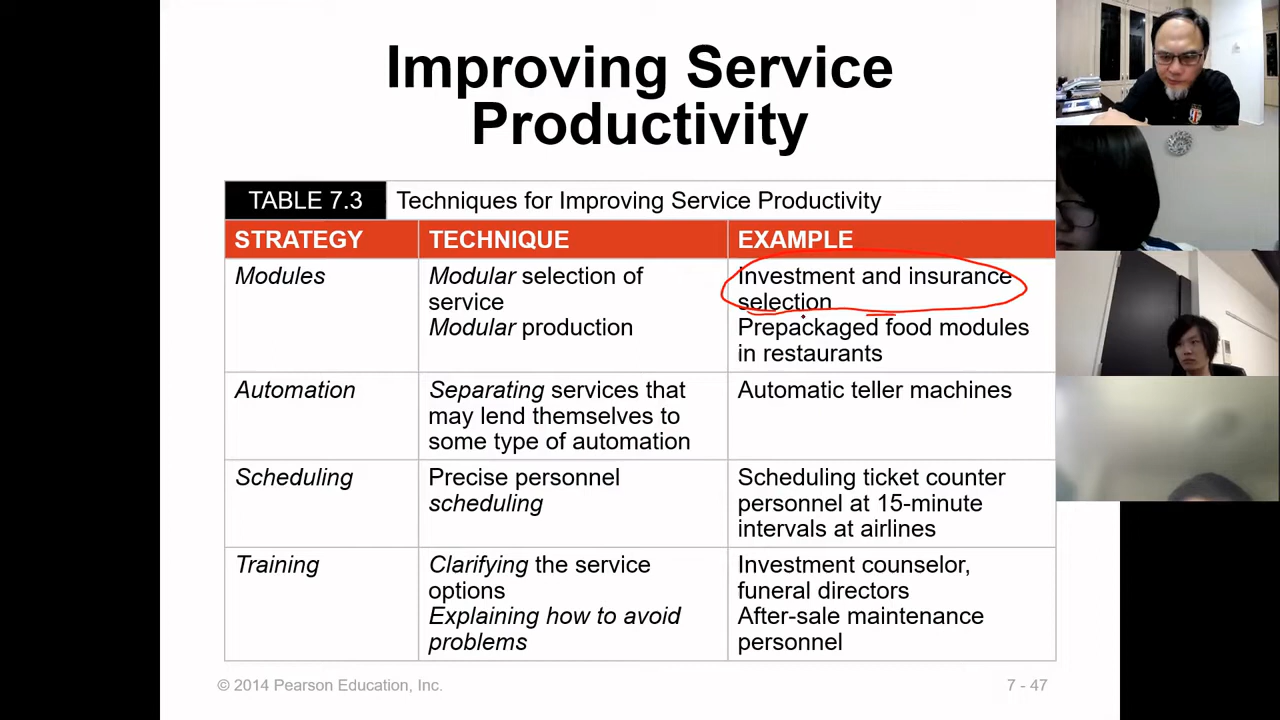 Improving Service
Productivity
TABLE 7.3
Techniques for Improving Service Productivity
STRATEGY
TECHNIQUE
EXAMPLE
Modules
Modular selection of
service
Modular production
Investment and insurance
selection
Prepackaged food modules
in restaurants
Automation
Separating services that
may lend themselves to
some type of automation
Automatic teller machines
Scheduling
Precise personnel
scheduling
Scheduling ticket counter
personnel at 15-minute
intervals at airlines
Training
Clarifying the service
options
Explaining how to avoid
problems
Investment counselor,
funeral directors
After-sale maintenance
personnel
© 2014 Pearson Education, Inc.
7 - 47